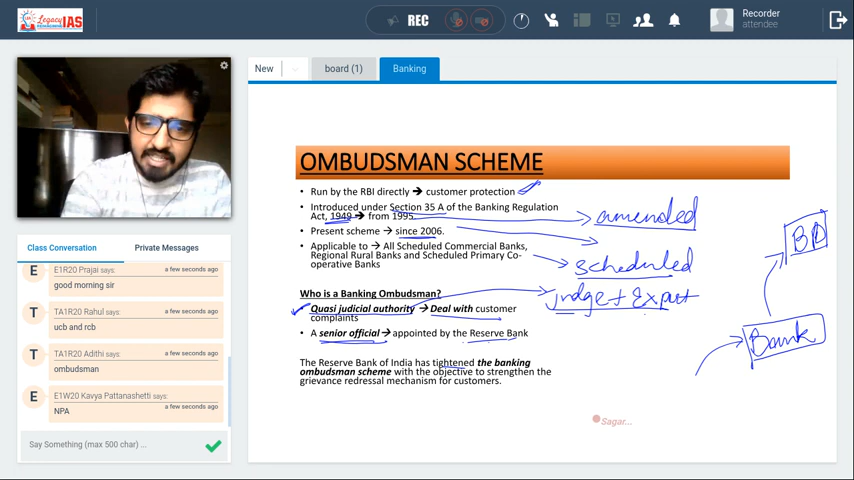 Legacy
IAS
REC
Recorder
attendee
New
board (1)
Banking
OMBUDSMAN SCHEME
• Run by the RBI directly ➔ customer protection
• Introduced under Section 35 A of the Banking Regulation
Act, 1949 ➔ from 1995.
• Present scheme → since 2006.
• Applicable to → All Scheduled Commercial Banks,
Regional Rural Banks and Scheduled Primary Co-
operative Banks
Who is a Banking Ombudsman?
• Quasi judicial authority → Deal with customer
complaints
• A senior official → appointed by the Reserve Bank
The Reserve Bank of India has tightened the banking
ombudsman scheme with the objective to strengthen the
grievance redressal mechanism for customers.
amended
scheduled
Judge + Expert
BO
Bank
Sagar...
Class Conversation
Private Messages
E
E1R20 Prajai says:
a few seconds ago
good morning sir
T
TA1R20 Rahul says:
a few seconds ago
ucb and rcb
T
TA1R20 Adithi says:
a few seconds ago
ombudsman
E
E1W20 Kavya Pattanashetti says:
a few seconds ago
NPA
Say Something (max 500 char) ...